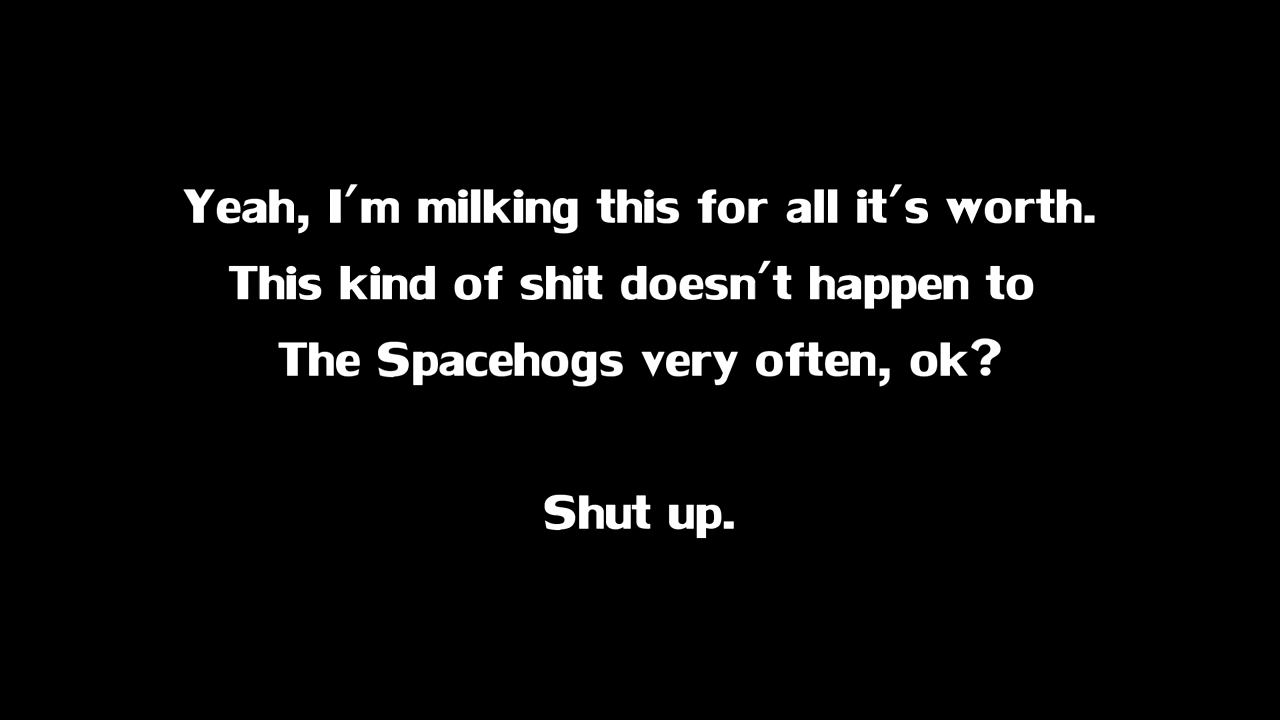 Yeah, I'm milking this for all it's worth.
This kind of shit doesn't happen to
The Spacehogs very often, ok?
Shut up.